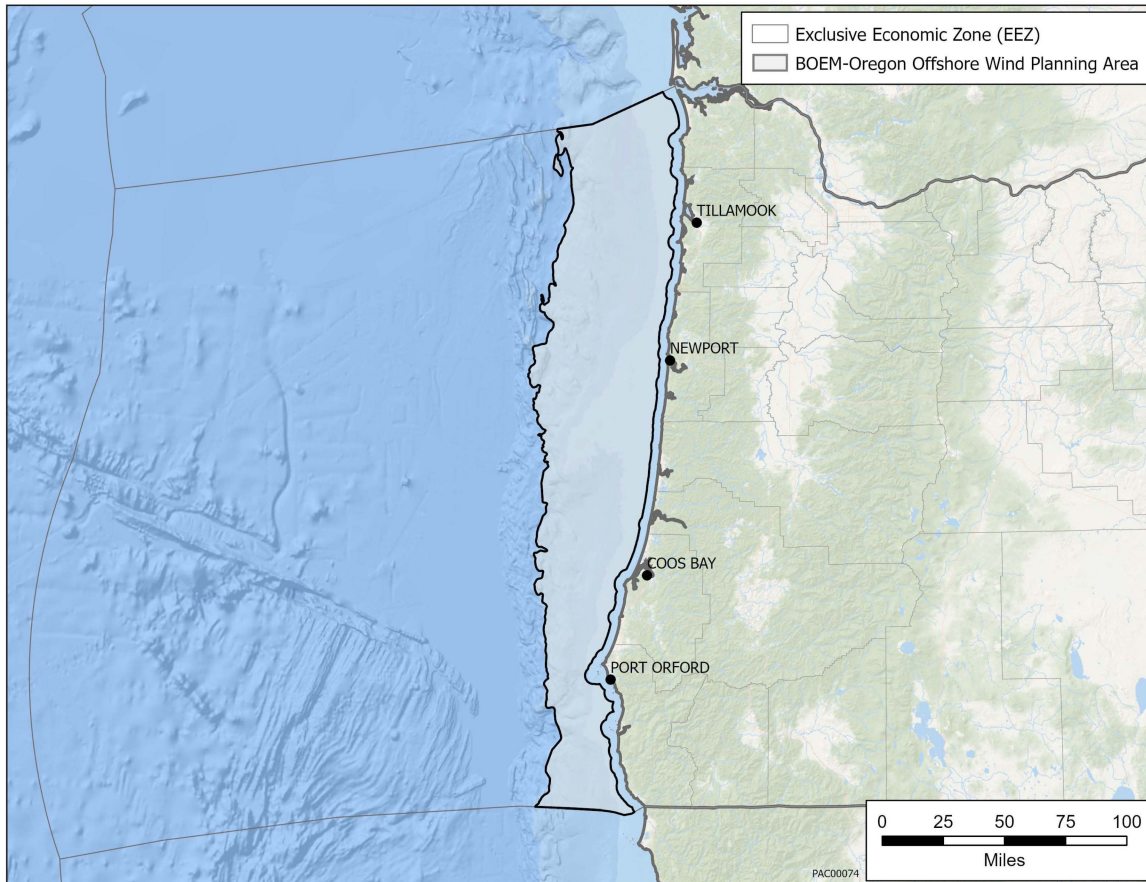 Exclusive Economic Zone (EEZ)
BOEM-Oregon Offshore Wind Planning Area
TILLAMOOK
NEWPORT
COOS BAY
PORT ORFORD
0 25 50 75 100
Miles
PAC00074